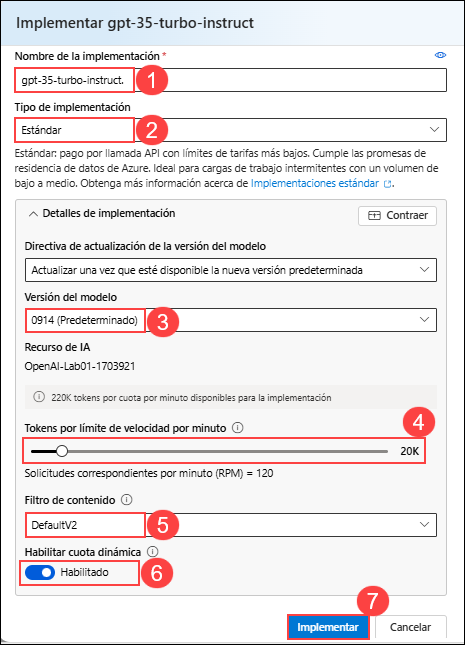 Implementar gpt-35-turbo-instruct
Nombre de la implementación *
gpt-35-turbo-instruct. 1
Tipo de implementación
Estándar 2
Estándar: pago por llamada API con límites de tarifas más bajos. Cumple las promesas de
residencia de datos de Azure. Ideal para cargas de trabajo intermitentes con un volumen de
bajo a medio. Obtenga más información acerca de Implementaciones estándar .
Detalles de implementación Contraer
Directiva de actualización de la versión del modelo
Actualizar una vez que esté disponible la nueva versión predeterminada
Versión del modelo
0914 (Predeterminado) 3
Recurso de IA
OpenAI-Lab01-1703921
220K tokens por cuota por minuto disponibles para la implementación
4
Tokens por límite de velocidad por minuto
20K
Solicitudes correspondientes por minuto (RPM) = 120
Filtro de contenido
DefaultV2 5
Habilitar cuota dinámica
Habilitado 6
7
Implementar Cancelar